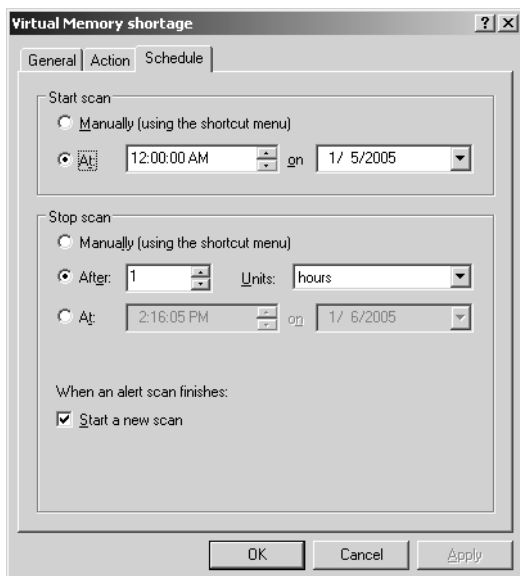 Virtual Memory shortage
General Action Schedule
Start scan
Manually (using the shortcut menu)
At: 12:00:00 AM on 1/ 5/2005
Stop scan
Manually (using the shortcut menu)
After: 1 Units: hours
At: 2:16:05 PM on 1/ 6/2005
When an alert scan finishes:
Start a new scan
OK Cancel Apply